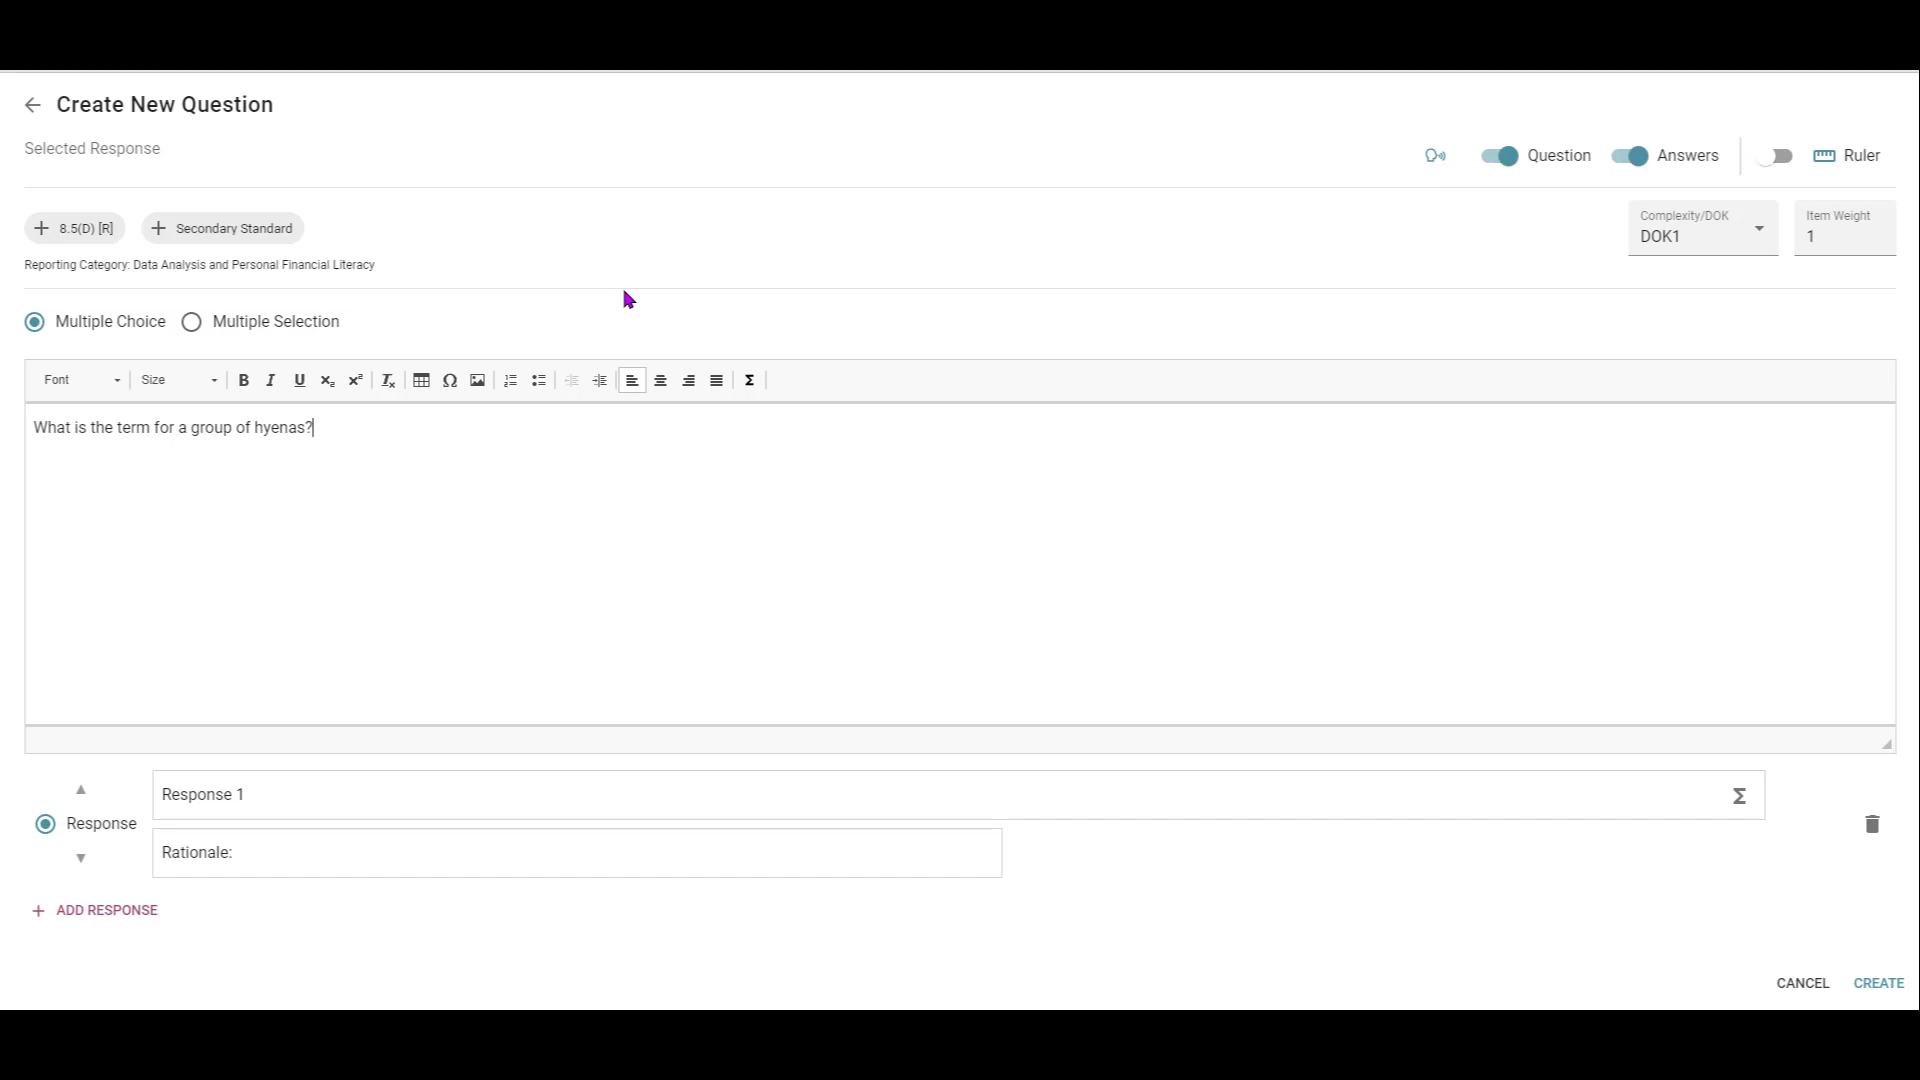 Create New Question
Selected Response
Question
Answers
Ruler
8.5(D) [R]
Secondary Standard
Complexity/DOK
DOK1
Item Weight
1
Reporting Category: Data Analysis and Personal Financial Literacy
Multiple Choice
Multiple Selection
Font
Size
What is the term for a group of hyenas?
Response
Response 1
Rationale:
ADD RESPONSE
CANCEL
CREATE